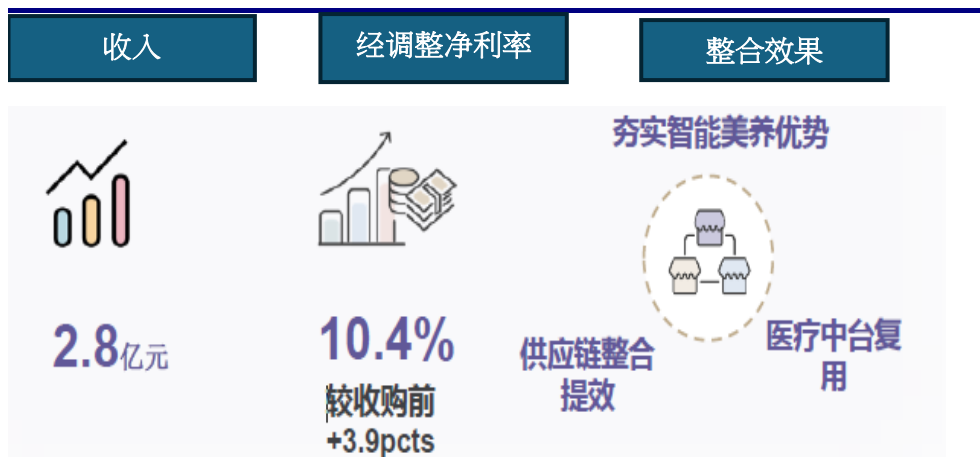 收入
经调整净利率
整合效果
夯实智能美养优势
2.8亿元
10.4%
较收购前
+3.9pcts
供应链整合
提效
医疗中台复
用